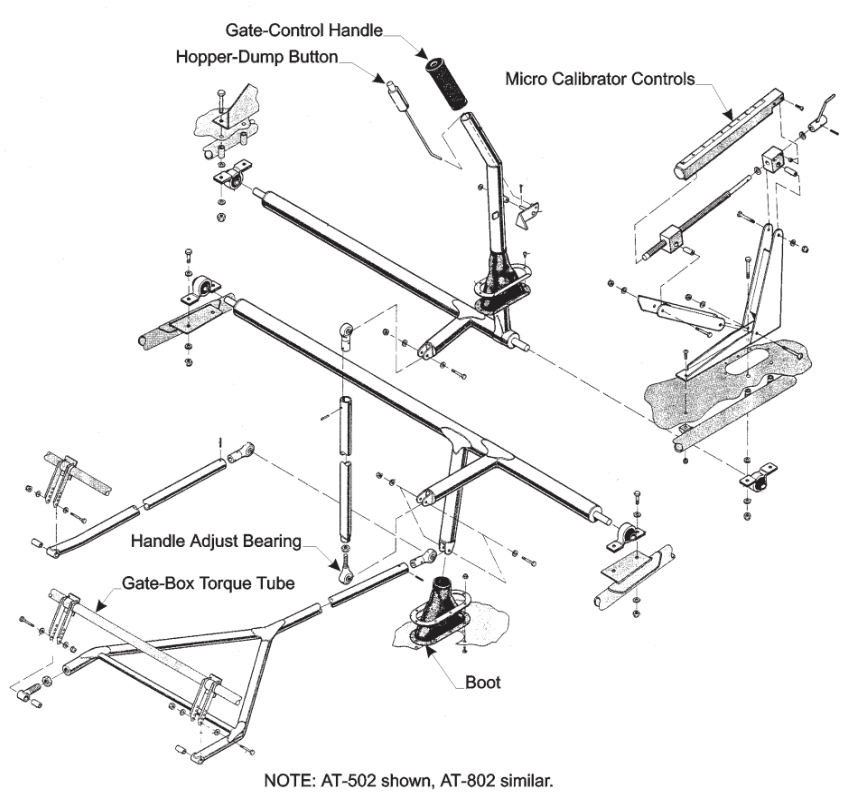 Gate-Control Handle
Hopper-Dump Button
Micro Calibrator Controls
Handle Adjust Bearing
Gate-Box Torque Tube
Boot
NOTE: AT-502 shown, AT-802 similar.